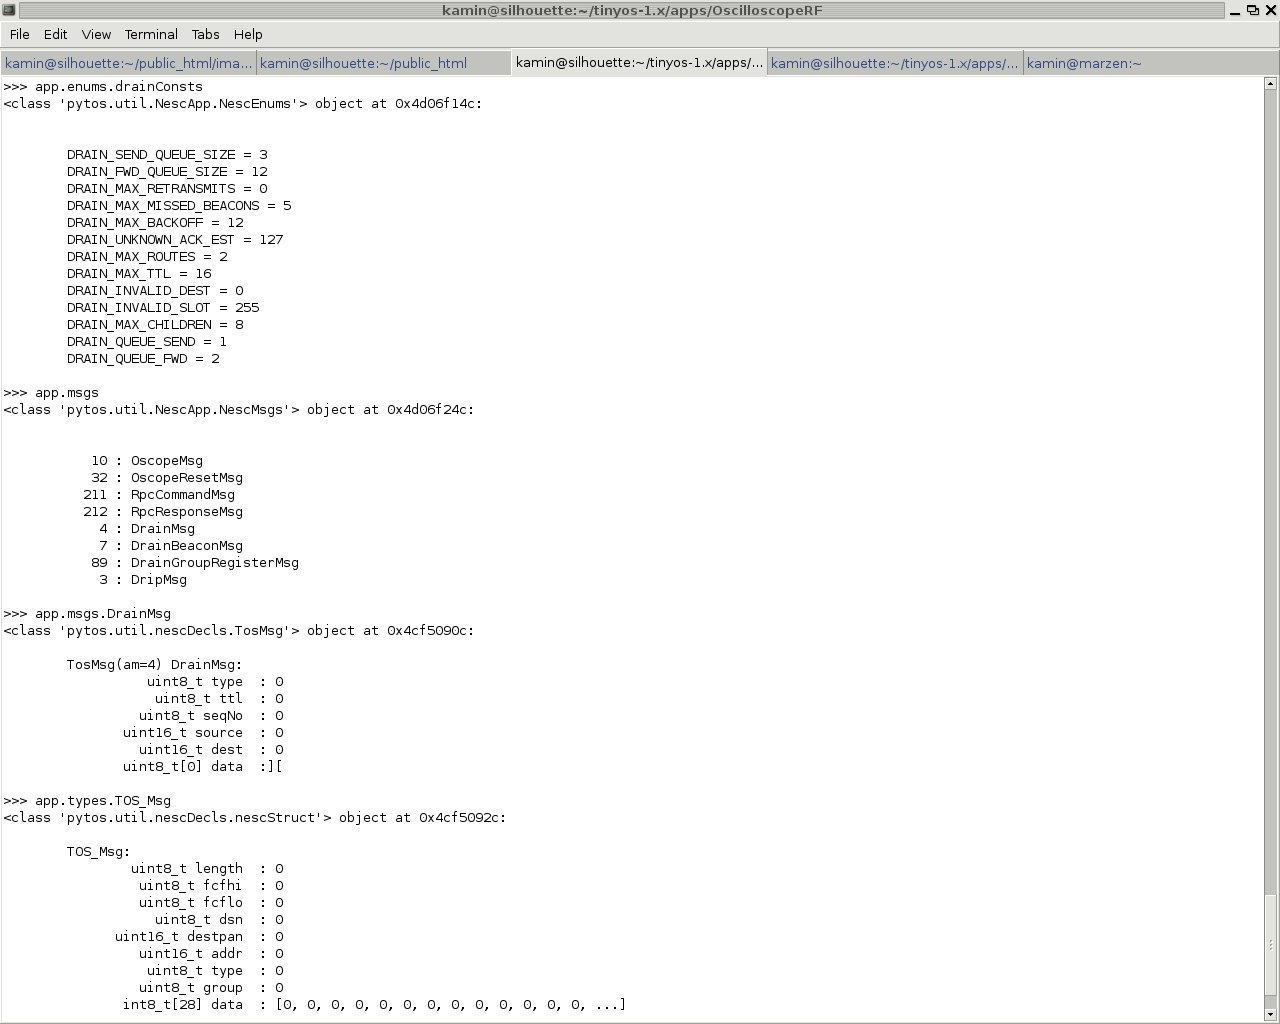 kamin@silhouette:~/tinyos-1.x/apps/OscilloscopeRF
File Edit View Terminal Tabs Help
kamin@silhouette:~/public_html/ima... kamin@silhouette:~/public_html kamin@silhouette:~/tinyos-1.x/apps/... kamin@silhouette:~/tinyos-1.x/apps/... kamin@marzen:~
>>> app.enums.drainConsts
<class 'pytos.util.NescApp.NescEnums'> object at 0x4d06f14c:
DRAIN_SEND_QUEUE_SIZE = 3
DRAIN_FWD_QUEUE_SIZE = 12
DRAIN_MAX_RETRANSMITS = 0
DRAIN_MAX_MISSED_BEACONS = 5
DRAIN_MAX_BACKOFF = 12
DRAIN_UNKNOWN_ACK_EST = 127
DRAIN_MAX_ROUTES = 2
DRAIN_MAX_TTL = 16
DRAIN_INVALID_DEST = 0
DRAIN_INVALID_SLOT = 255
DRAIN_MAX_CHILDREN = 8
DRAIN_QUEUE_SEND = 1
DRAIN_QUEUE_FWD = 2
>>> app.msgs
<class 'pytos.util.NescApp.NescMsgs'> object at 0x4d06f24c:
10 : OscopeMsg
32 : OscopeResetMsg
211 : RpcCommandMsg
212 : RpcResponseMsg
4 : DrainMsg
7 : DrainBeaconMsg
89 : DrainGroupRegisterMsg
3 : DripMsg
>>> app.msgs.DrainMsg
<class 'pytos.util.nescDecls.TosMsg'> object at 0x4cf5090c:
TosMsg(am=4) DrainMsg:
uint8_t type : 0
uint8_t ttl : 0
uint8_t seqNo : 0
uint16_t source : 0
uint16_t dest : 0
uint8_t[0] data :][
>>> app.types.TOS_Msg
<class 'pytos.util.nescDecls.nescStruct'> object at 0x4cf5092c:
TOS_Msg:
uint8_t length : 0
uint8_t fcfhi : 0
uint8_t fcflo : 0
uint8_t dsn : 0
uint16_t destpan : 0
uint16_t addr : 0
uint8_t type : 0
uint8_t group : 0
int8_t[28] data : [0, 0, 0, 0, 0, 0, 0, 0, 0, 0, 0, 0, 0, ...]